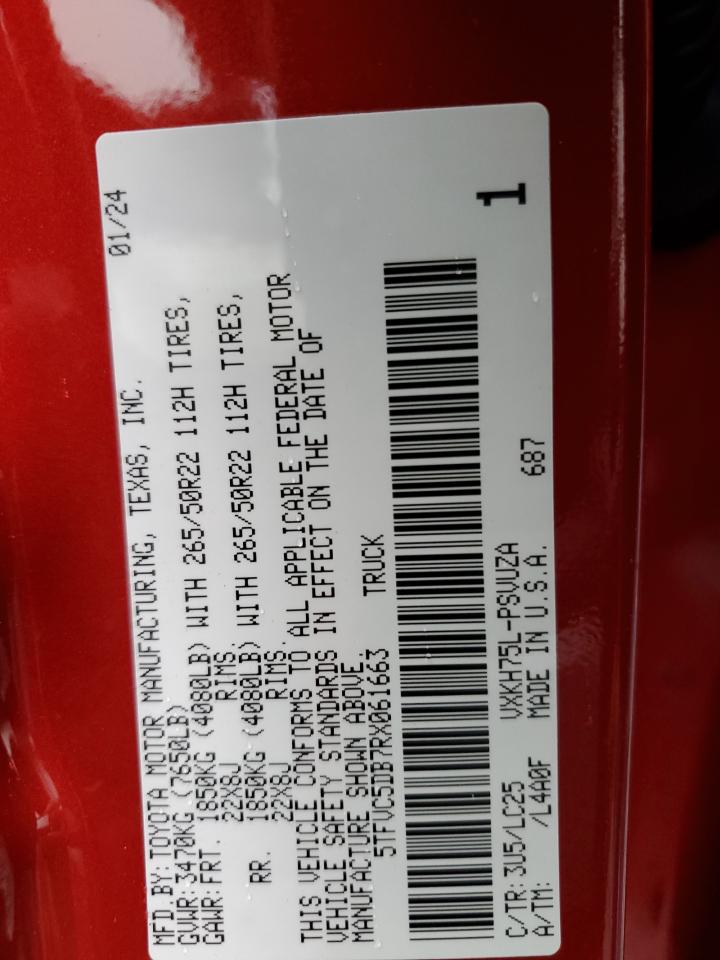 MFD.BY:TOYOTA MOTOR MANUFACTURING, TEXAS, INC. 01/24
GVWR:3470KG (7650LB)
GAWR:FRT. 1850KG (4080LB) WITH 265/50R22 112H TIRES,
22X8J RIMS.
RR. 1850KG (4080LB) WITH 265/50R22 112H TIRES,
22X8J RIMS.
THIS VEHICLE CONFORMS TO ALL APPLICABLE FEDERAL MOTOR
VEHICLE SAFETY STANDARDS IN EFFECT ON THE DATE OF
MANUFACTURE SHOWN ABOVE.
5TFVC5DB7RX061663 TRUCK
1
C/TR:3U5/LC25 VXKH75L-PSVUZA 687
A/TM: /L4A0F MADE IN U.S.A.